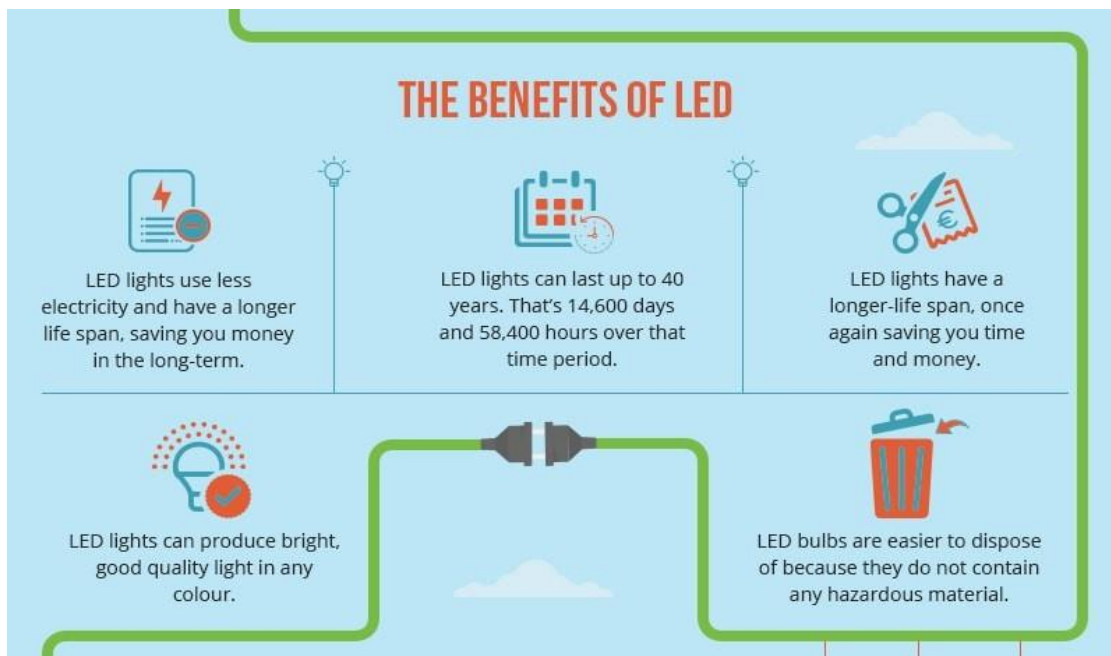 THE BENEFITS OF LED
LED lights use less
electricity and have a longer
life span, saving you money
in the long-term.
LED lights can last up to 40
years. That's 14,600 days
and 58,400 hours over that
time period.
€
LED lights have a
longer-life span, once
again saving you time
and money.
LED lights can produce bright,
good quality light in any
colour.
LED bulbs are easier to dispose
of because they do not contain
any hazardous material.